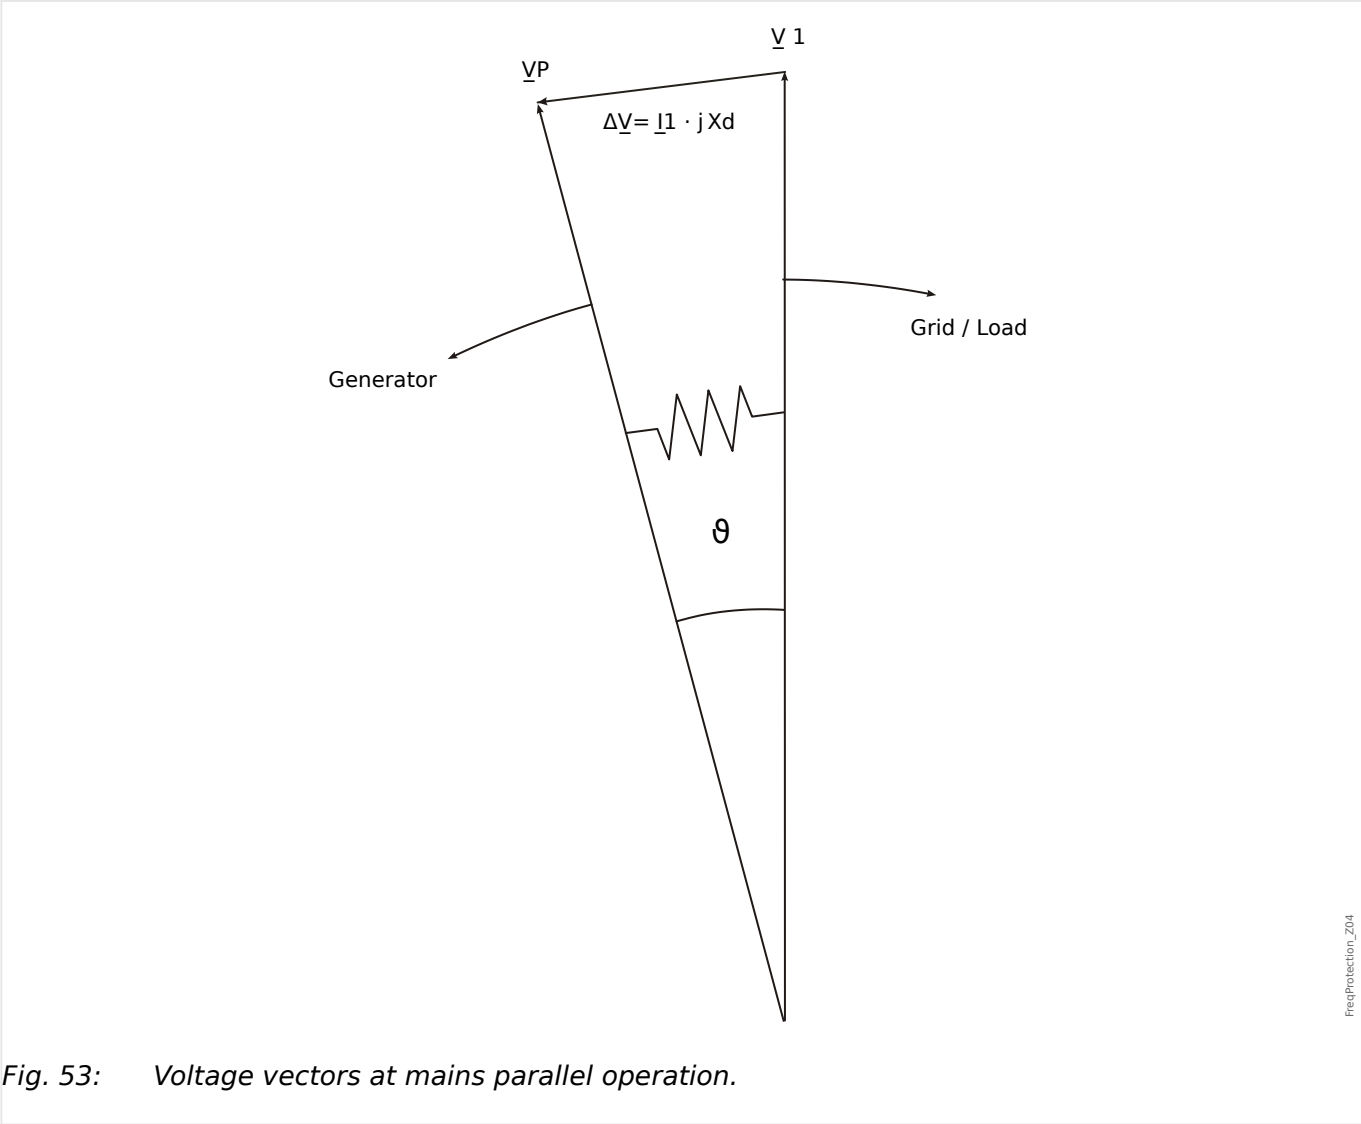 V 1
VP
ΔV= I1 · j Xd
Grid / Load
Generator
ϑ
FreqProtection_Z04
Fig. 53: Voltage vectors at mains parallel operation.